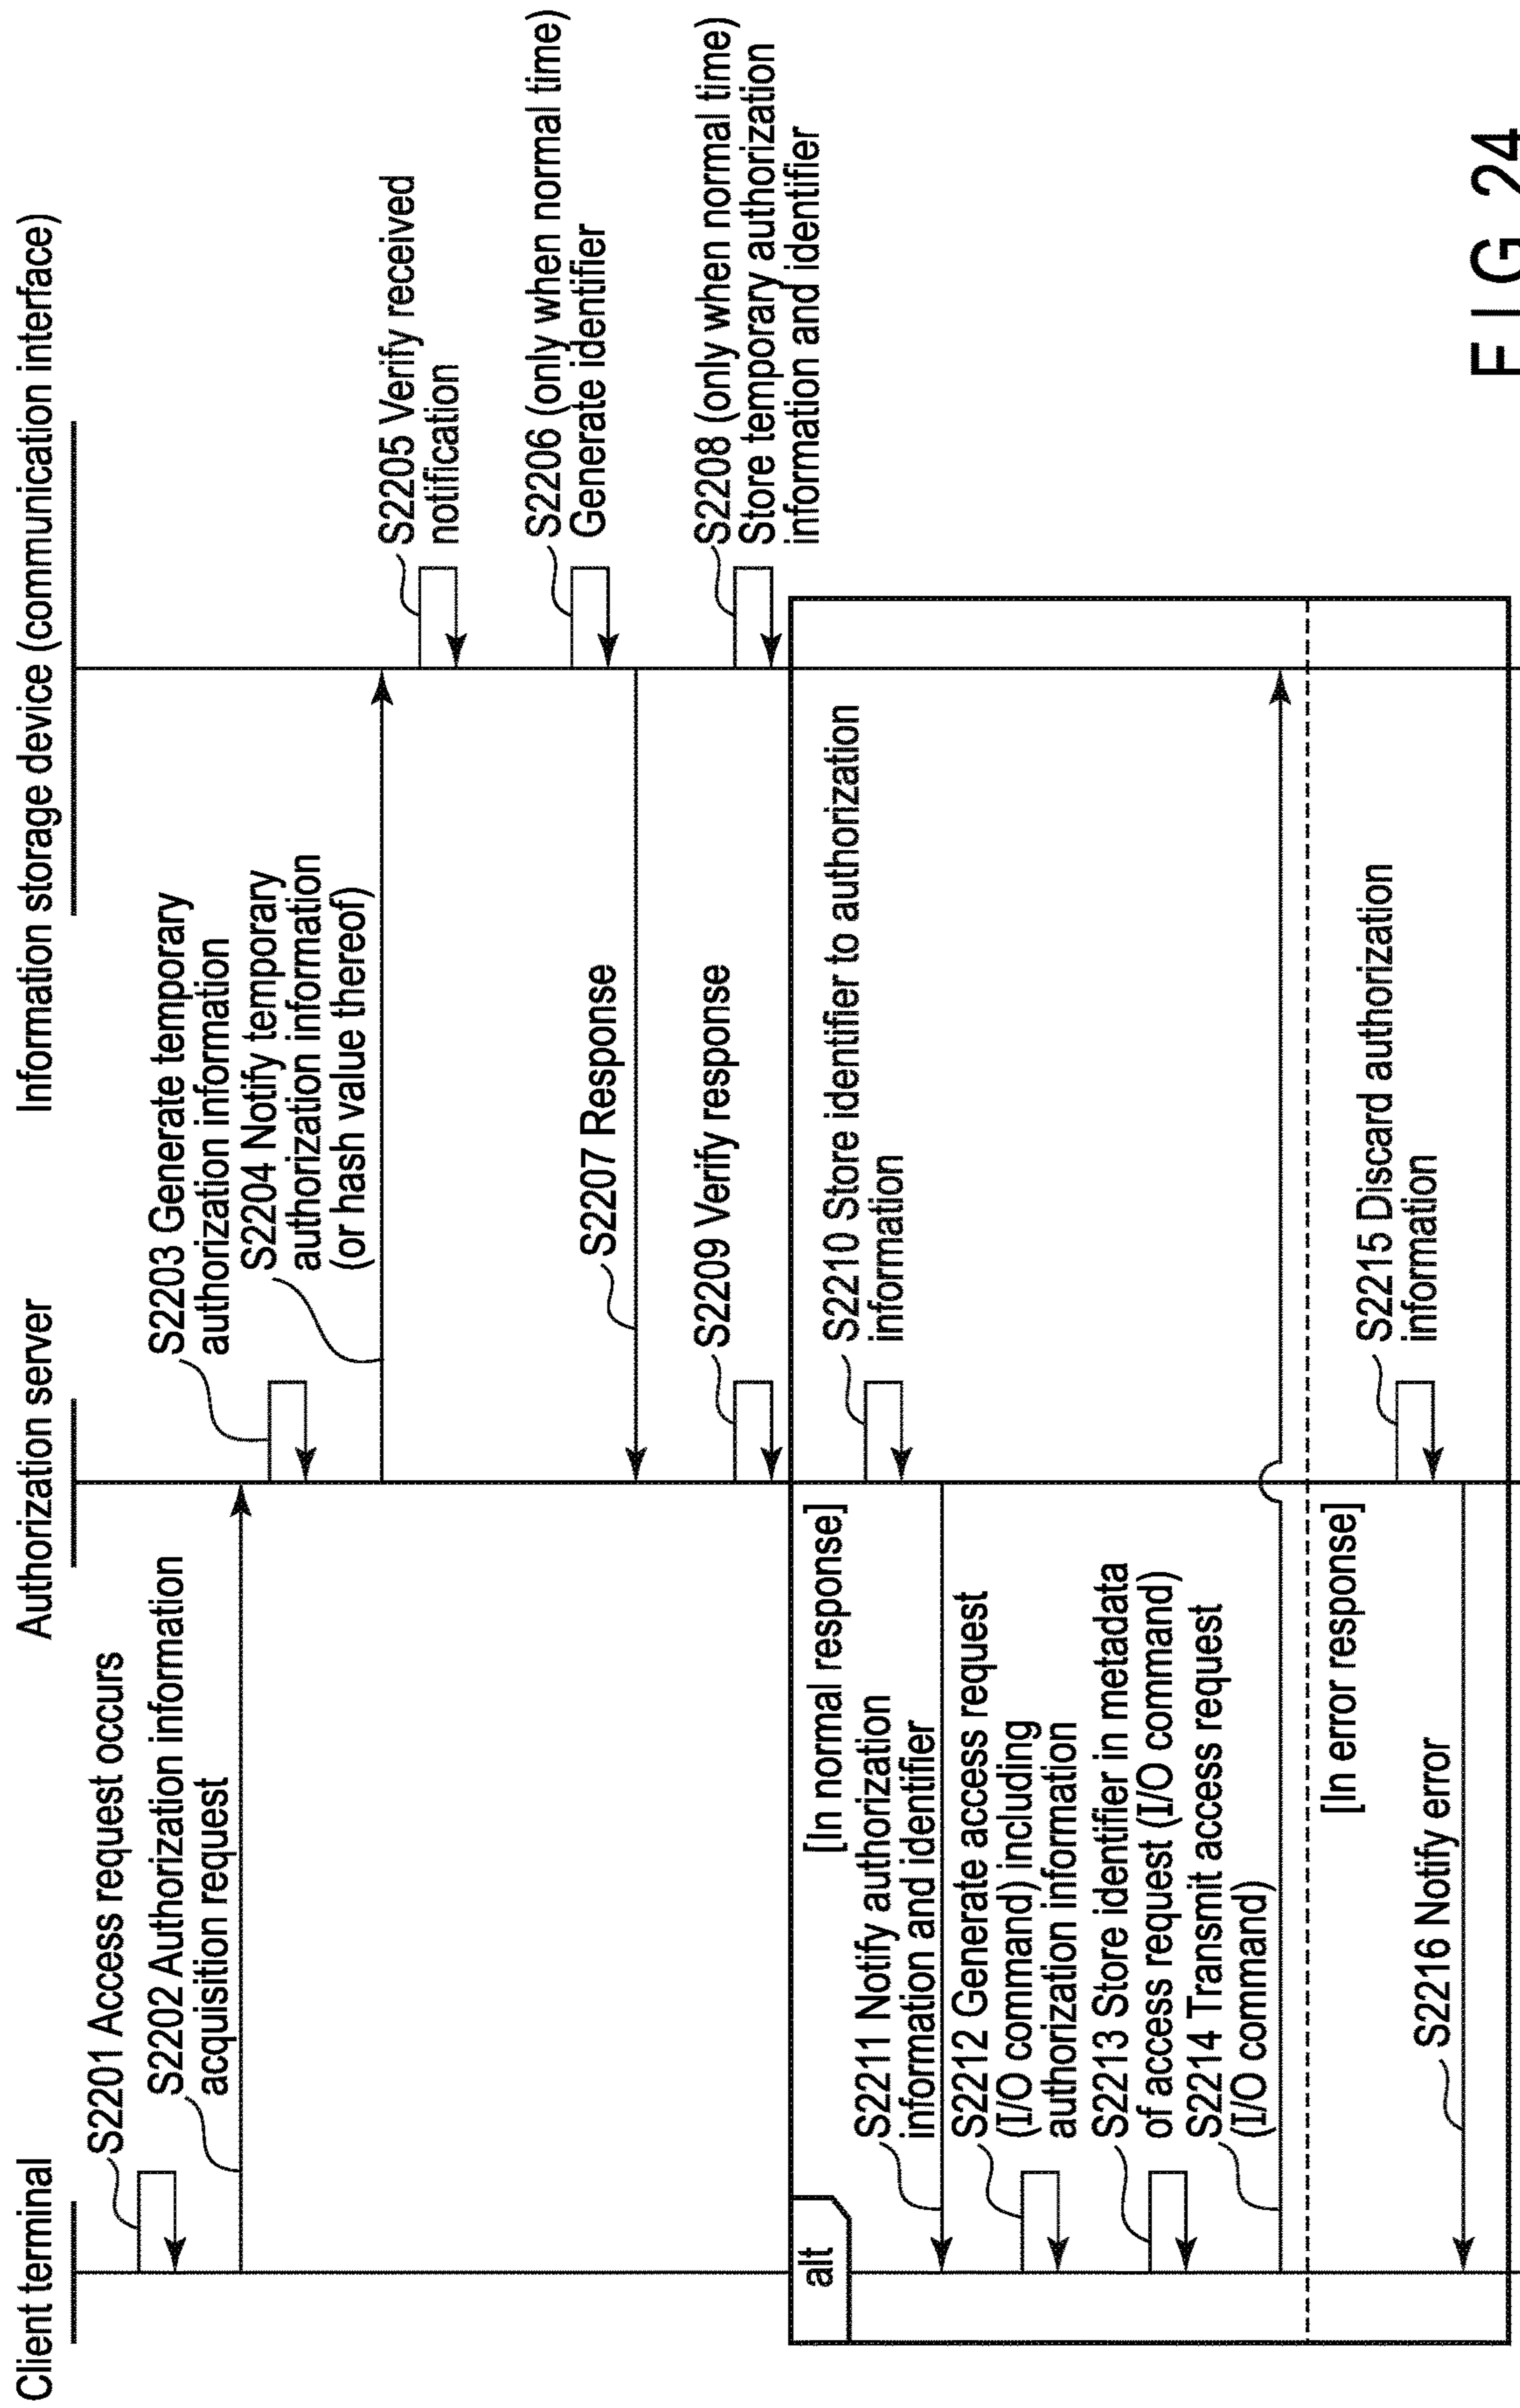 Client terminal
Authorization server
Information storage device (communication interface)
S2201 Access request occurs
S2202 Authorization information
acquisition request
S2203 Generate temporary
authorization information
S2204 Notify temporary
authorization information
(or hash value thereof)
S2205 Verify received
notification
S2206 (only when normal time)
Generate identifier
S2207 Response
S2208 (only when normal time)
Store temporary authorization
information and identifier
S2209 Verify response
alt
[In normal response]
S2210 Store identifier to authorization
information
S2211 Notify authorization
information and identifier
S2212 Generate access request
(I/O command) including
authorization information
S2213 Store identifier in metadata
of access request (I/O command)
S2214 Transmit access request
(I/O command)
[In error response]
S2215 Discard authorization
information
S2216 Notify error
FIG. 24